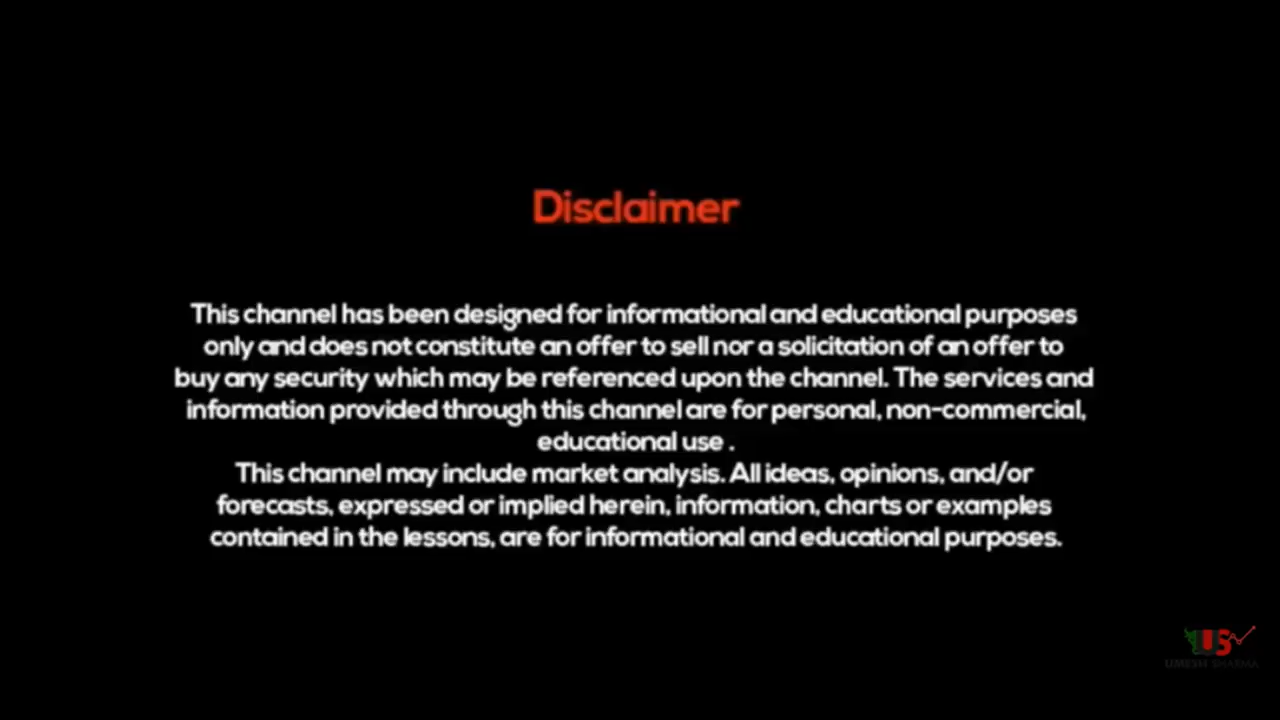 Disclaimer
This channel has been designed for informational and educational purposes
only and does not constitute an offer to sell nor a solicitation of an offer to
buy any security which may be referenced upon the channel. The services and
information provided through this channel are for personal, non-commercial,
educational use .
This channel may include market analysis. All ideas, opinions, and/or
forecasts, expressed or implied herein, information, charts or examples
contained in the lessons, are for informational and educational purposes.
US
UMESH SHARMA